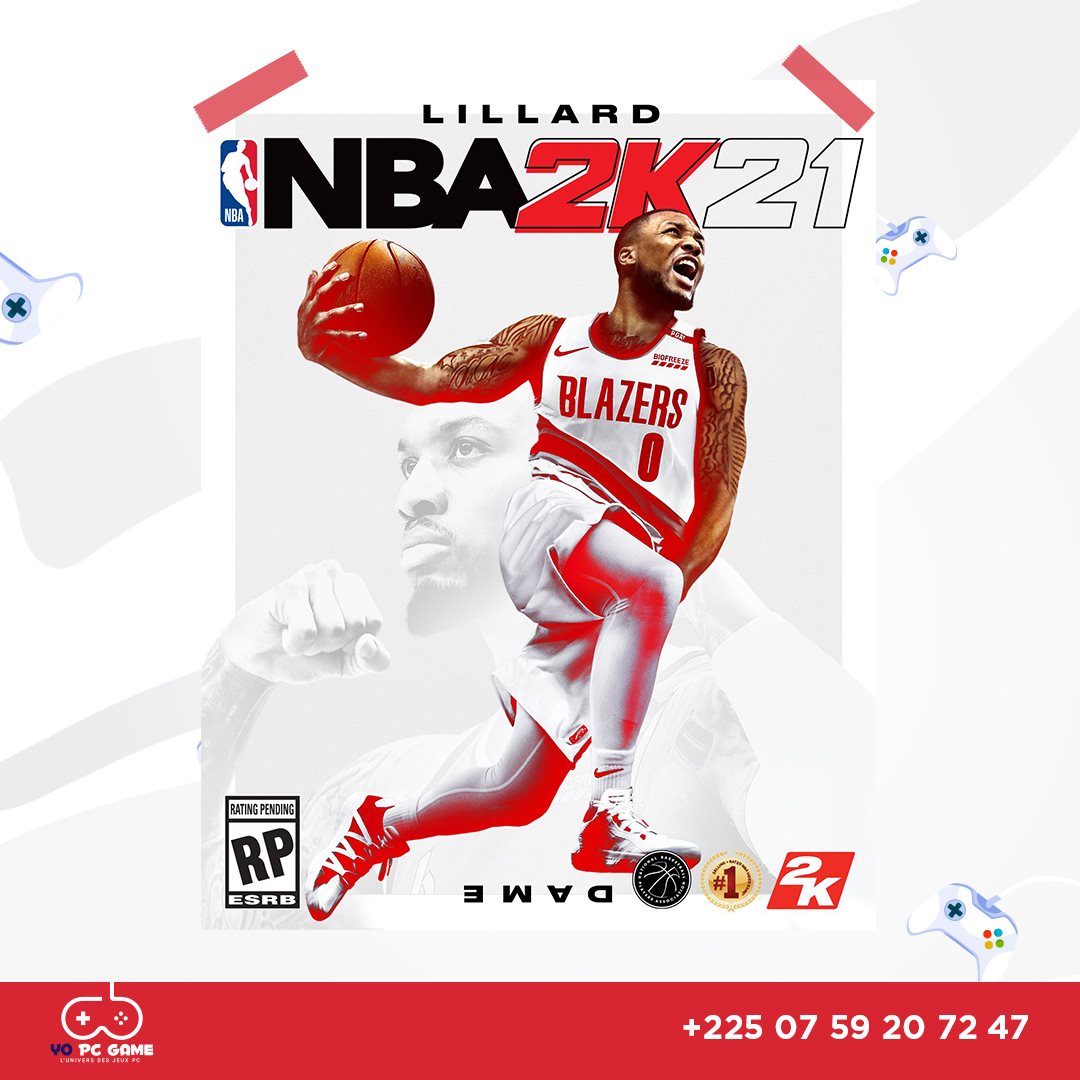 LILLARD
NBA2K21
NBA
BIOFREEZE
BLAZERS
0
RATING PENDING
RP
ESRB
DAME
#1
2K
YO PC GAME
L'UNIVERS DES JEUX PC
+225 07 59 20 72 47